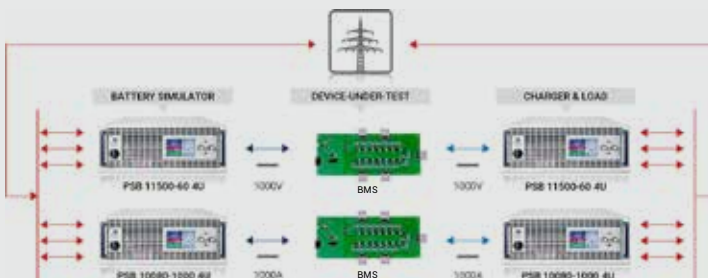 BATTERY SIMULATOR DEVICE-UNDER-TEST CHARGER & LOAD
PSB 11500-60 4U 1000V BMS 1000V PSB 11500-60 4U
PSB 10080-1000 4U 1000A BMS 1000A PSB 10080-1000 4U